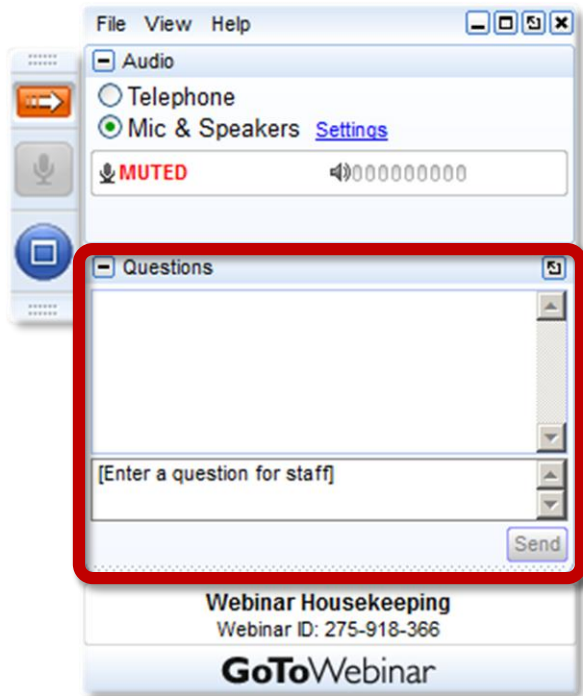 File View Help
Audio
Telephone
Mic & Speakers Settings
MUTED 000000000
Questions
[Enter a question for staff]
Send
Webinar Housekeeping
Webinar ID: 275-918-366
GoToWebinar